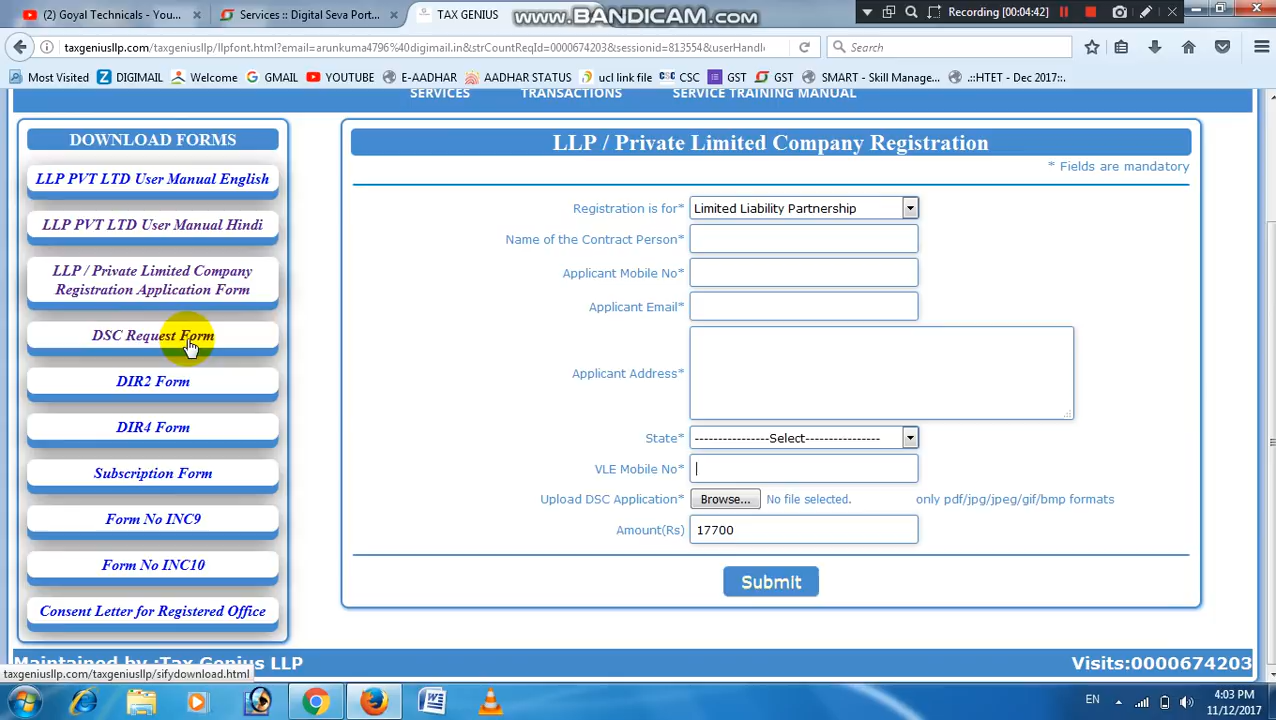 (2) Goyal Technicals - You...
Services :: Digital Seva Port...
TAX GENIUS
WWW.BANDICAM.COM
Recording [00:04:42]
taxgeniusllp.com/taxgeniusllp/llpfont.html?email=arunkuma4796%40digimail.in&strCountReqId=0000674203&sessionid=813554&userHandle
Search
Most Visited
DIGIMAIL
Welcome
GMAIL
YOUTUBE
E-AADHAR
AADHAR STATUS
ucl link file
CSC
GST
GST
SMART - Skill Manage...
.::HTET - Dec 2017::.
SERVICES
TRANSACTIONS
SERVICE TRAINING MANUAL
DOWNLOAD FORMS
LLP PVT LTD User Manual English
LLP PVT LTD User Manual Hindi
LLP / Private Limited Company
Registration Application Form
DSC Request Form
DIR2 Form
DIR4 Form
Subscription Form
Form No INC9
Form No INC10
Consent Letter for Registered Office
LLP / Private Limited Company Registration
* Fields are mandatory
Registration is for* Limited Liability Partnership
Name of the Contract Person*
Applicant Mobile No*
Applicant Email*
Applicant Address*
State* ----------------Select----------------
VLE Mobile No*
Upload DSC Application* Browse... No file selected. only pdf/jpg/jpeg/gif/bmp formats
Amount(Rs) 17700
Submit
Maintained by :Tax Genius LLP
Visits:0000674203
taxgeniusllp.com/taxgeniusllp/sifydownload.html
EN
4:03 PM
11/12/2017